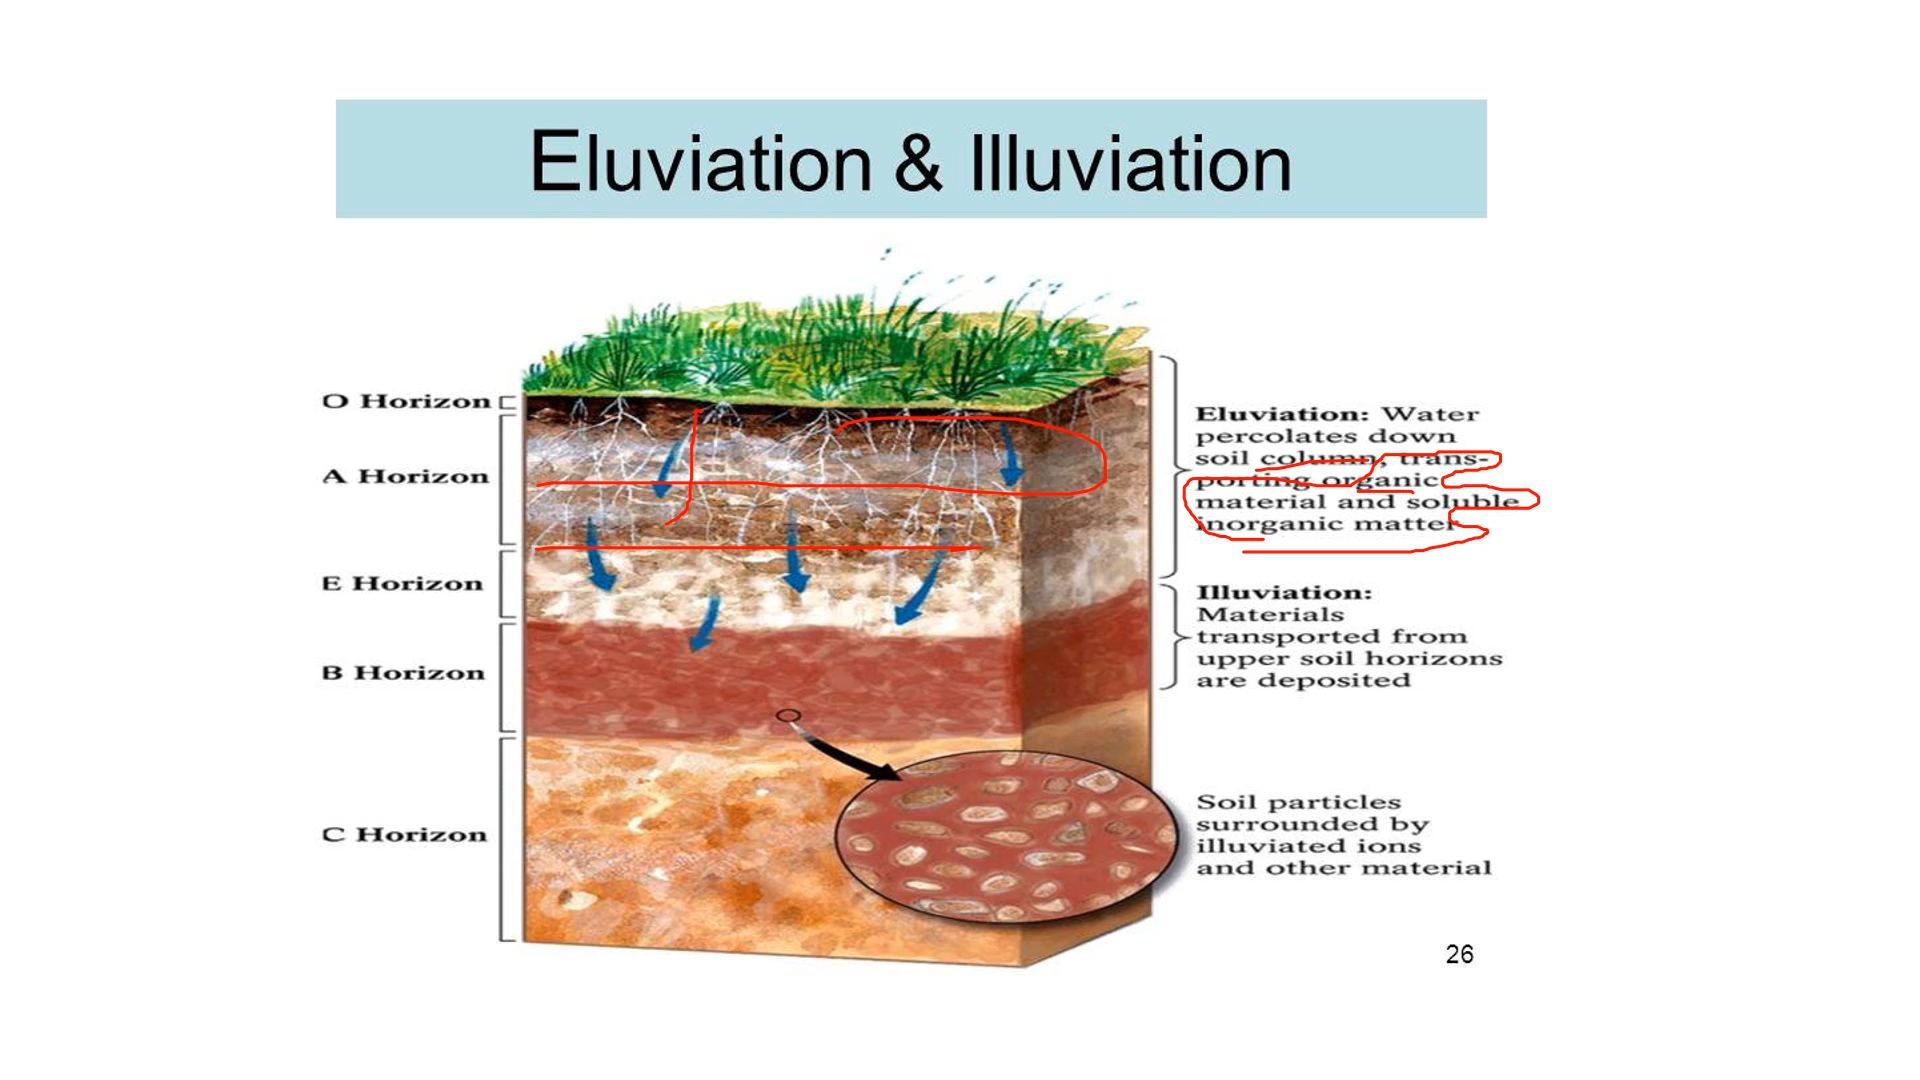 Eluviation & Illuviation
O Horizon
A Horizon
E Horizon
B Horizon
C Horizon
Eluviation: Water
percolates down
soil column, trans-
porting organic
material and soluble
inorganic matter
Illuviation:
Materials
transported from
upper soil horizons
are deposited
Soil particles
surrounded by
illuviated ions
and other material
26